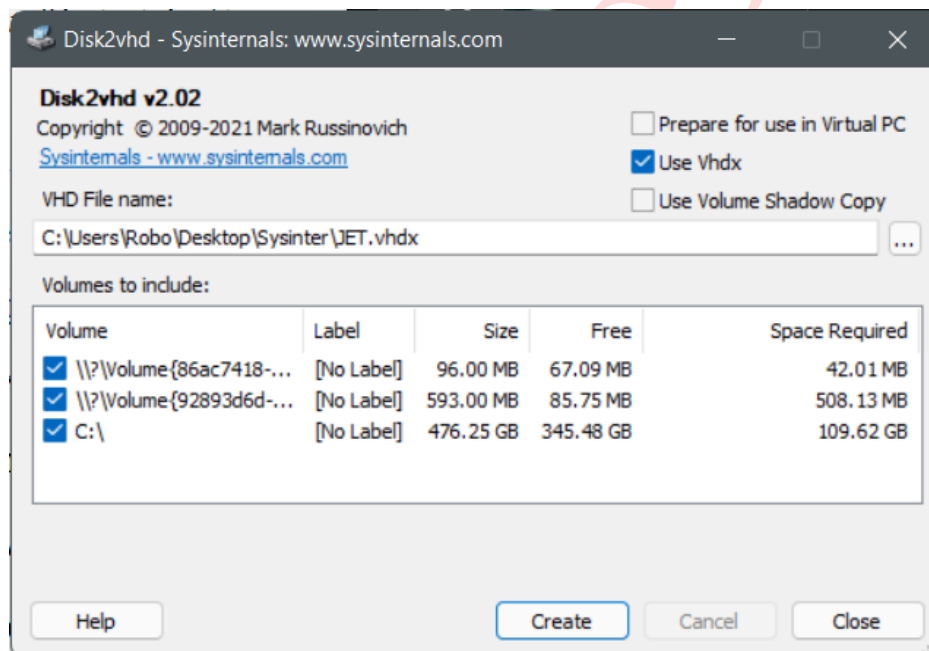 Disk2vhd - Sysinternals: www.sysinternals.com
Disk2vhd v2.02
Copyright © 2009-2021 Mark Russinovich
Sysinternals - www.sysinternals.com
Prepare for use in Virtual PC
Use Vhdx
Use Volume Shadow Copy
VHD File name:
C:\Users\Robo\Desktop\Sysinter\JET.vhdx
...
Volumes to include:
Volume Label Size Free Space Required
\\?\Volume{86ac7418-... [No Label] 96.00 MB 67.09 MB 42.01 MB
\\?\Volume{92893d6d-... [No Label] 593.00 MB 85.75 MB 508.13 MB
C:\ [No Label] 476.25 GB 345.48 GB 109.62 GB
Help Create Cancel Close